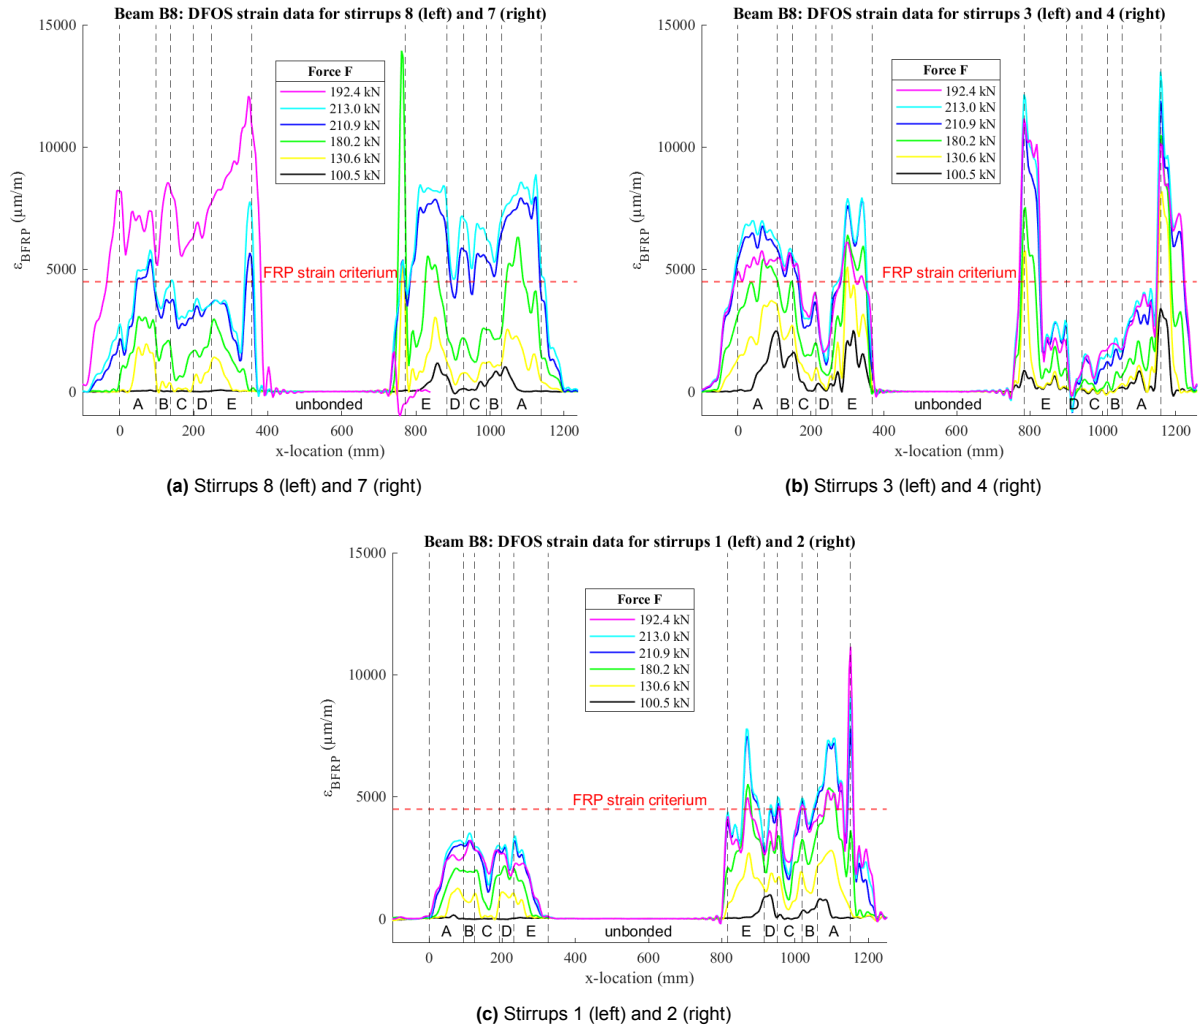 Beam B8: DFOS strain data for stirrups 8 (left) and 7 (right)
15000
10000
5000
0
εBFRP (μm/m)
Force F
192.4 kN
213.0 kN
210.9 kN
180.2 kN
130.6 kN
100.5 kN
FRP strain criterium
A B C D E unbonded E D C B A
0 200 400 600 800 1000 1200
x-location (mm)
(a) Stirrups 8 (left) and 7 (right)
Beam B8: DFOS strain data for stirrups 3 (left) and 4 (right)
15000
10000
5000
0
εBFRP (μm/m)
Force F
192.4 kN
213.0 kN
210.9 kN
180.2 kN
130.6 kN
100.5 kN
FRP strain criterium
A B C D E unbonded E D C B A
0 200 400 600 800 1000 1200
x-location (mm)
(b) Stirrups 3 (left) and 4 (right)
Beam B8: DFOS strain data for stirrups 1 (left) and 2 (right)
15000
10000
5000
0
εBFRP (μm/m)
Force F
192.4 kN
213.0 kN
210.9 kN
180.2 kN
130.6 kN
100.5 kN
FRP strain criterium
A B C D E unbonded E D C B A
0 200 400 600 800 1000 1200
x-location (mm)
(c) Stirrups 1 (left) and 2 (right)